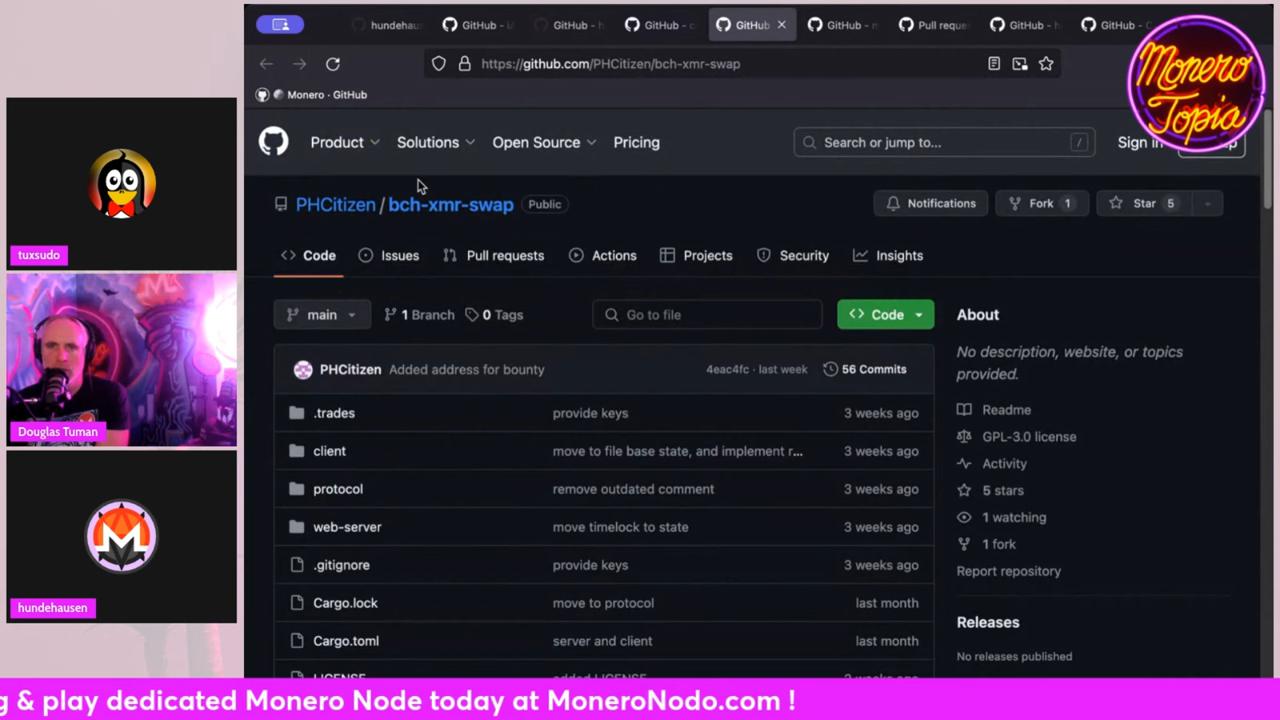 hundehaus
GitHub -
GitHub - h
GitHub - c
GitHub
GitHub - m
Pull reque
GitHub - h
GitHub -
https://github.com/PHCitizen/bch-xmr-swap
Monero · GitHub
Monero
Topia
Product
Solutions
Open Source
Pricing
Search or jump to...
/
Sign in
PHCitizen / bch-xmr-swap
Public
Notifications
Fork 1
Star 5
Code
Issues
Pull requests
Actions
Projects
Security
Insights
main
1 Branch
0 Tags
Go to file
Code
About
No description, website, or topics
provided.
PHCitizen Added address for bounty
4eac4fc · last week
56 Commits
.trades provide keys 3 weeks ago
client move to file base state, and implement r... 3 weeks ago
protocol remove outdated comment 3 weeks ago
web-server move timelock to state 3 weeks ago
.gitignore provide keys 3 weeks ago
Cargo.lock move to protocol last month
Cargo.toml server and client last month
Readme
GPL-3.0 license
Activity
5 stars
1 watching
1 fork
Report repository
Releases
No releases published
tuxsudo
Douglas Tuman
hundehausen
g & play dedicated Monero Node today at MoneroNodo.com !